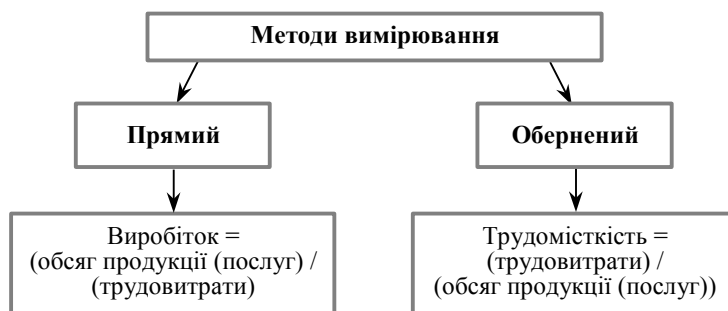 Методи вимірювання
Прямий
Обернений
Виробіток =
(обсяг продукції (послуг) /
(трудовитрати)
Трудомісткість =
(трудовитрати) /
(обсяг продукції (послуг))